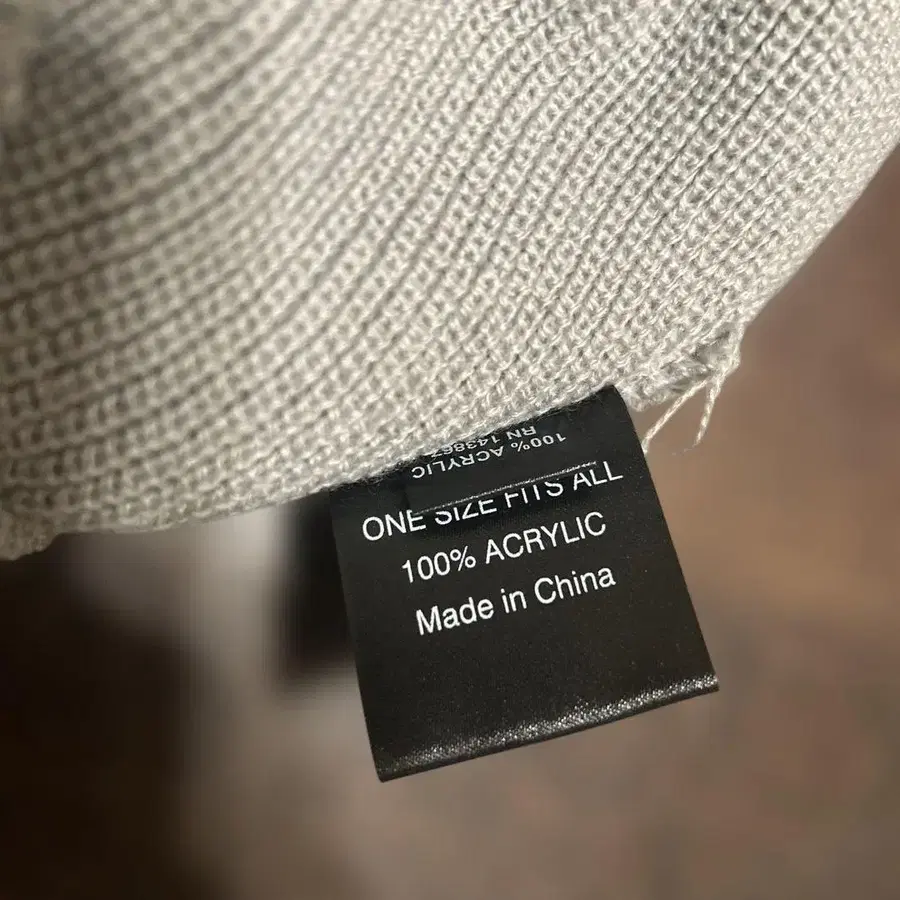 100% ACRYLIC
RN 143867
ONE SIZE FITS ALL
100% ACRYLIC
Made in China